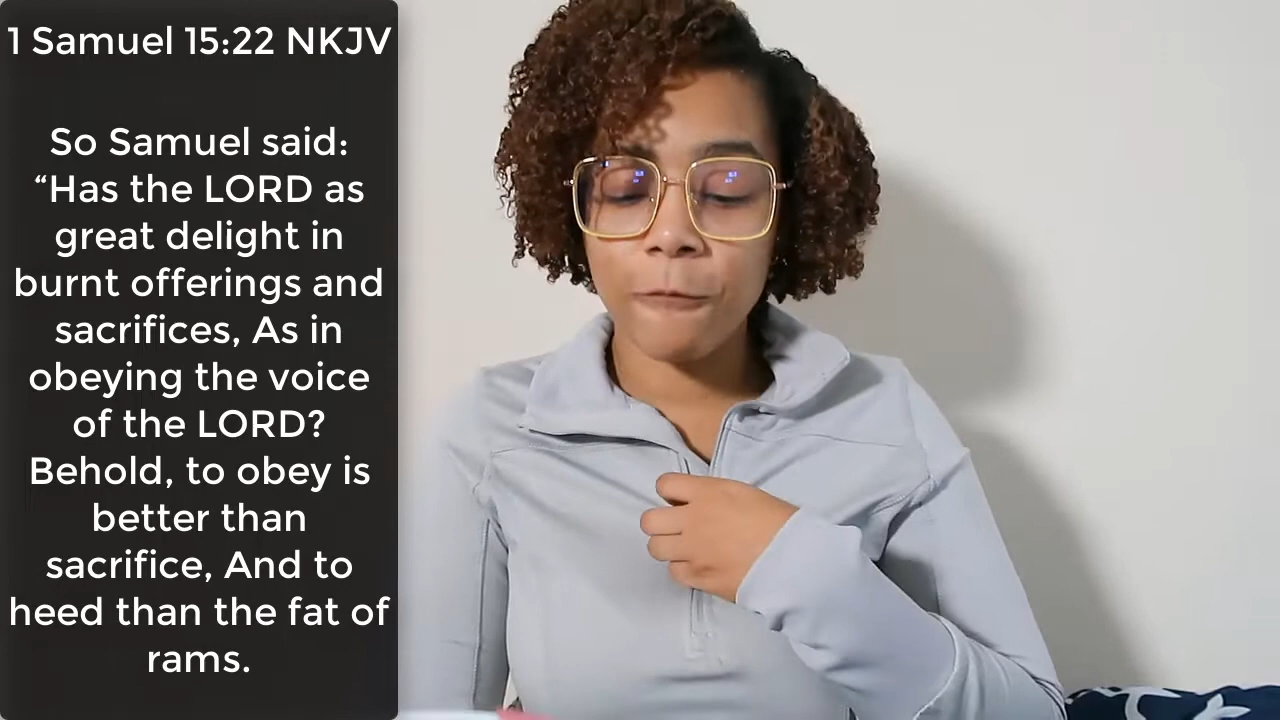 1 Samuel 15:22 NKJV
So Samuel said:
“Has the LORD as
great delight in
burnt offerings and
sacrifices, As in
obeying the voice
of the LORD?
Behold, to obey is
better than
sacrifice, And to
heed than the fat of
rams.